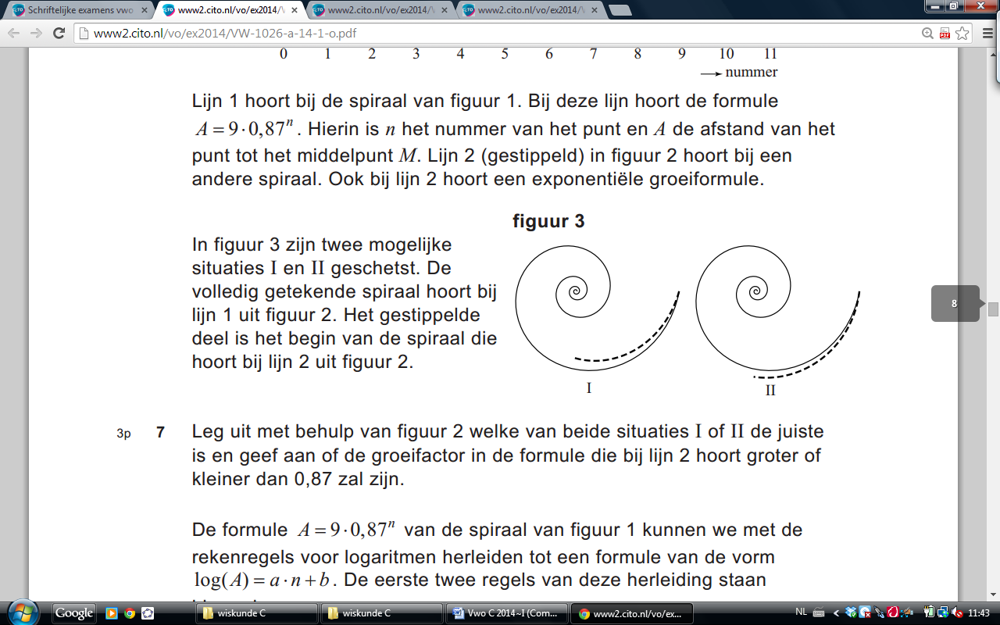 Schriftelijke examens vwo
www2.cito.nl/vo/ex2014/V
www2.cito.nl/vo/ex2014/
www2.cito.nl/vo/ex2014/
www2.cito.nl/vo/ex2014/VW-1026-a-14-1-o.pdf
0 1 2 3 4 5 6 7 8 9 10 11
nummer
Lijn 1 hoort bij de spiraal van figuur 1. Bij deze lijn hoort de formule
A = 9 · 0,87ⁿ. Hierin is n het nummer van het punt en A de afstand van het
punt tot het middelpunt M. Lijn 2 (gestippeld) in figuur 2 hoort bij een
andere spiraal. Ook bij lijn 2 hoort een exponentiële groeiformule.
figuur 3
In figuur 3 zijn twee mogelijke
situaties I en II geschetst. De
volledig getekende spiraal hoort bij
lijn 1 uit figuur 2. Het gestippelde
deel is het begin van de spiraal die
hoort bij lijn 2 uit figuur 2.
I
II
8
3p 7 Leg uit met behulp van figuur 2 welke van beide situaties I of II de juiste
is en geef aan of de groeifactor in de formule die bij lijn 2 hoort groter of
kleiner dan 0,87 zal zijn.
De formule A = 9 · 0,87ⁿ van de spiraal van figuur 1 kunnen we met de
rekenregels voor logaritmen herleiden tot een formule van de vorm
log(A) = a · n + b. De eerste twee regels van deze herleiding staan
Google
wiskunde C
wiskunde C
Vwo C 2014-I (Com...
www2.cito.nl/vo/ex...
NL
11:43